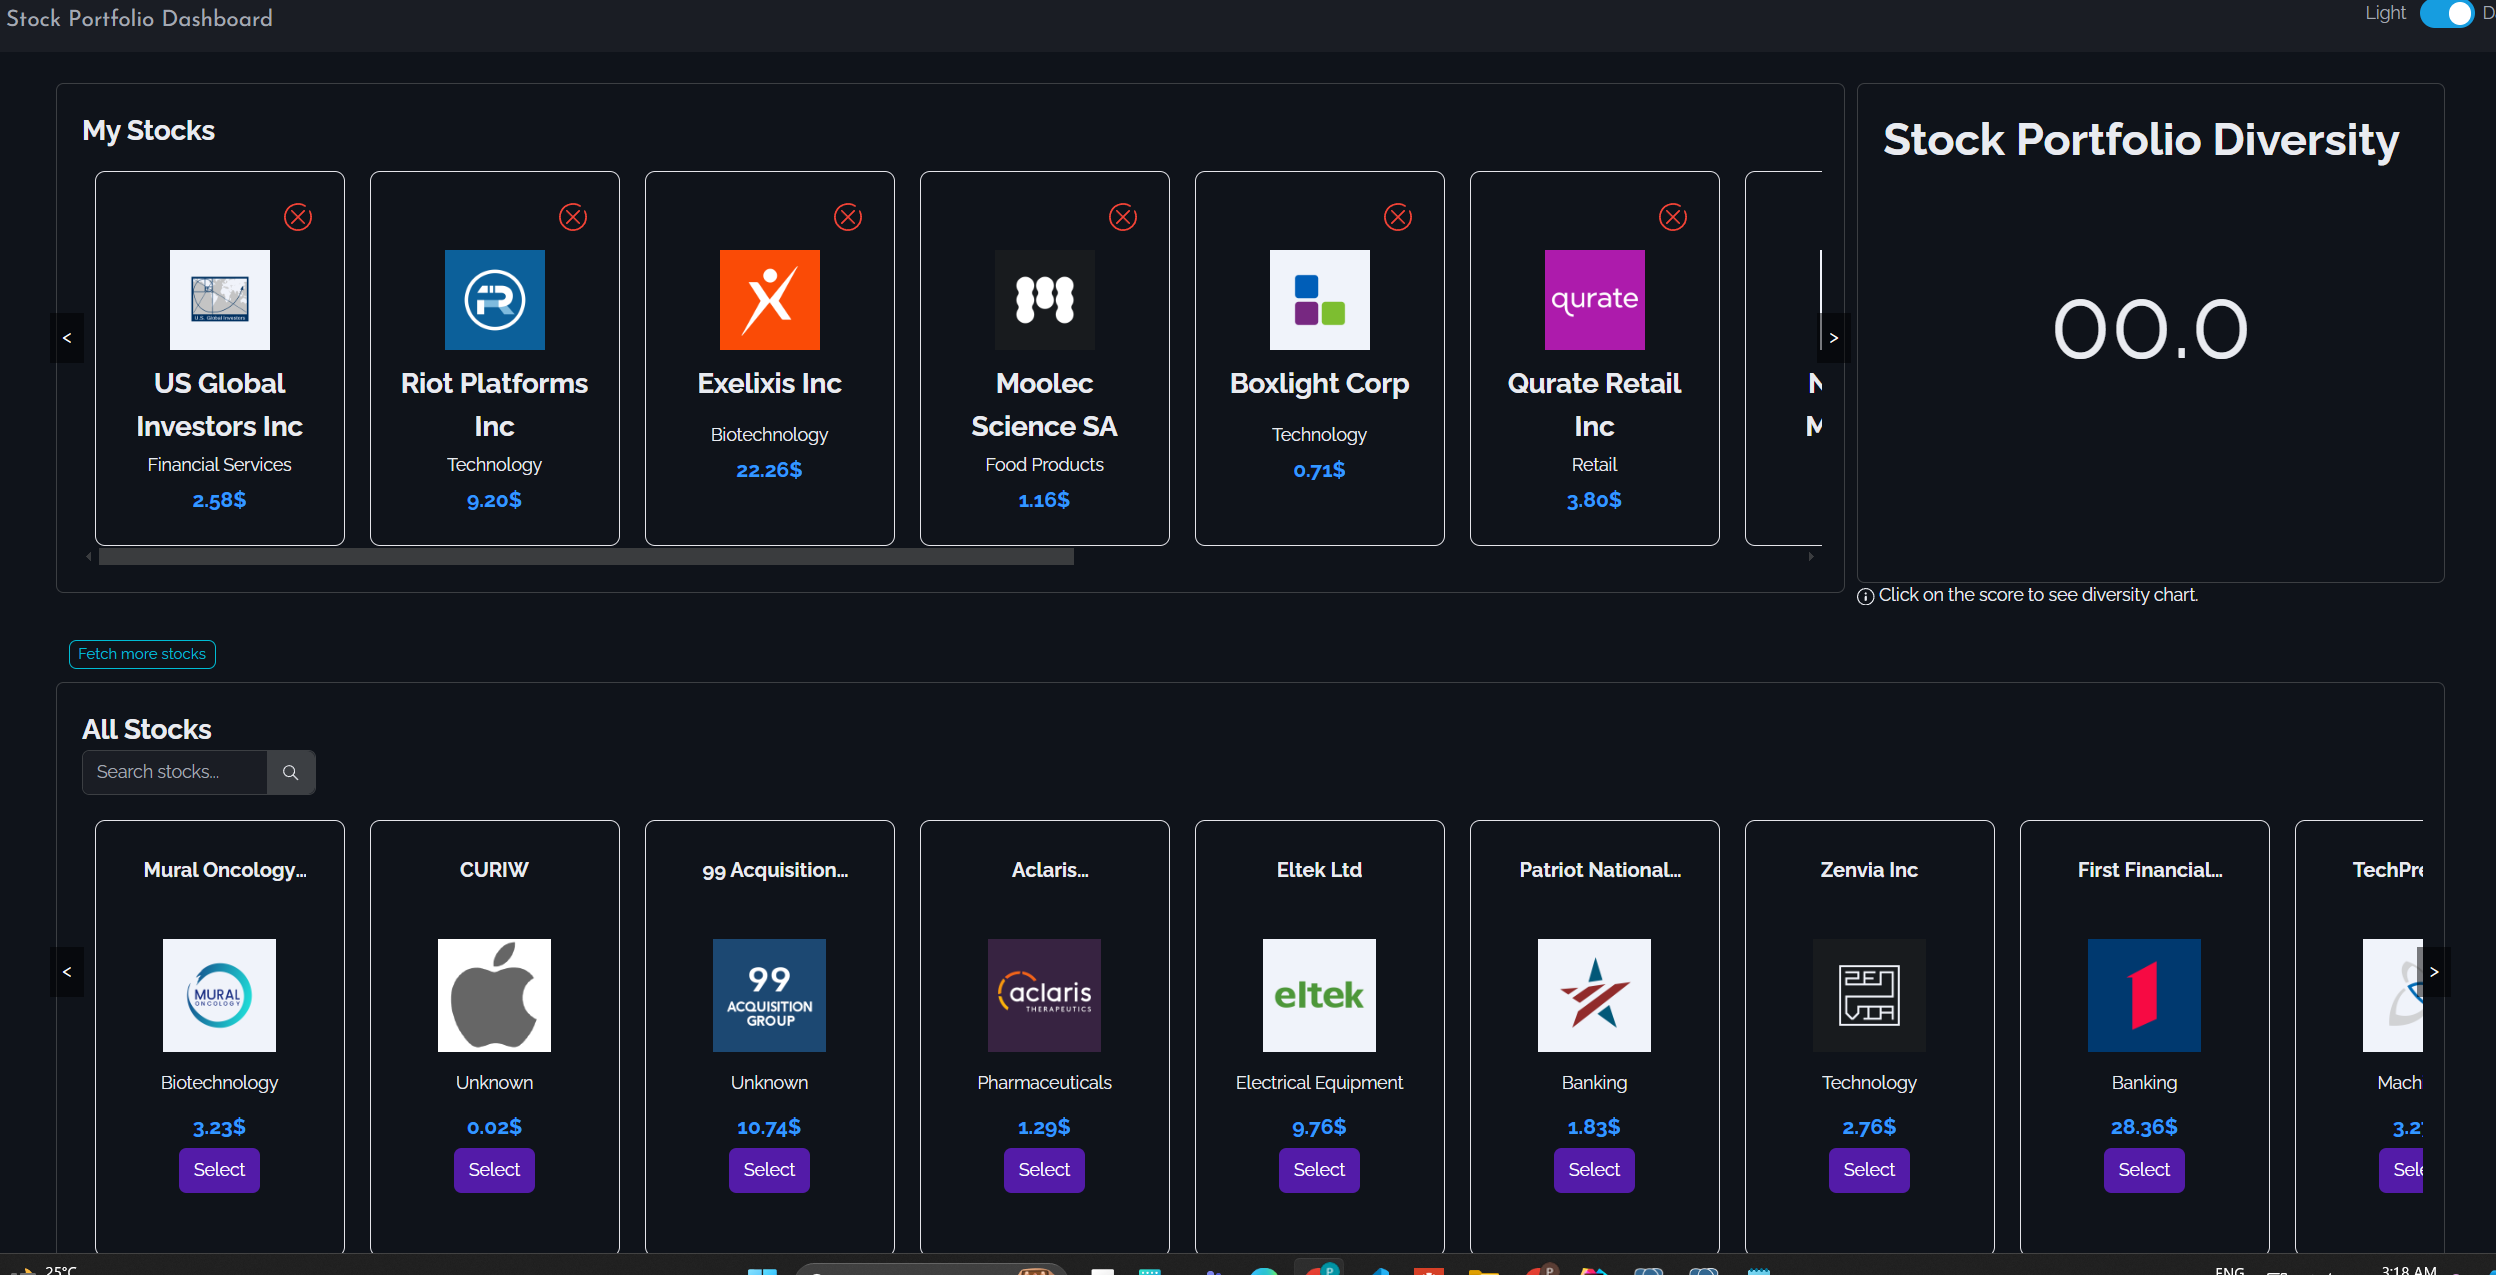 Stock Portfolio Dashboard
Light
D
My Stocks
US Global
Investors Inc
Financial Services
2.58$
Riot Platforms
Inc
Technology
9.20$
Exelixis Inc
Biotechnology
22.26$
Moolec
Science SA
Food Products
1.16$
Boxlight Corp
Technology
0.71$
qurate
Qurate Retail
Inc
Retail
3.80$
<
>
Stock Portfolio Diversity
00.0
Click on the score to see diversity chart.
Fetch more stocks
All Stocks
Search stocks...
Mural Oncology...
MURAL
ONCOLOGY
Biotechnology
3.23$
Select
CURIW
Unknown
0.02$
Select
99 Acquisition...
99
ACQUISITION
GROUP
Unknown
10.74$
Select
Aclaris...
aclaris
THERAPEUTICS
Pharmaceuticals
1.29$
Select
Eltek Ltd
eltek
Electrical Equipment
9.76$
Select
Patriot National...
Banking
1.83$
Select
Zenvia Inc
ZENVIA
Technology
2.76$
Select
First Financial...
Banking
28.36$
Select
TechPre
Mach
3.2
Sele
<
>
25°C
ENG
3:18 AM